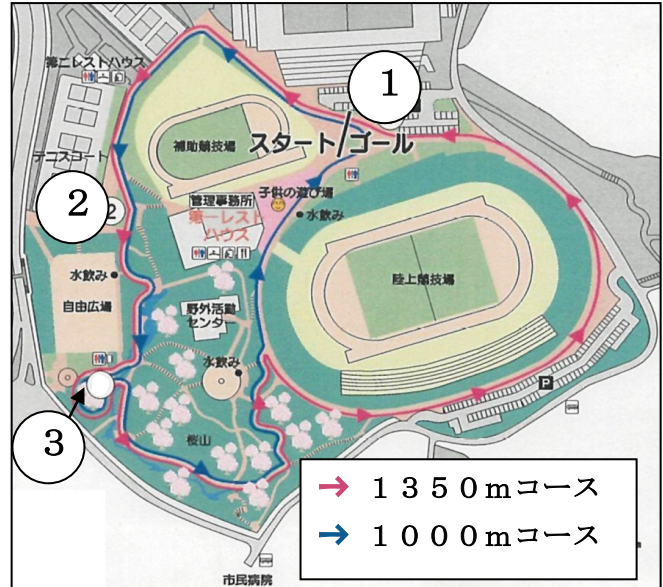 第二レストハウス
1
補助競技場
スタート/ゴール
テニスコート
子供の遊び場
管理事務所
水飲み
第一レスト
ハウス
2
2
水飲み
陸上競技場
自由広場
野外活動
センター
水飲み
P
3
桜山
→ １３５０ｍコース
→ １０００ｍコース
市民病院